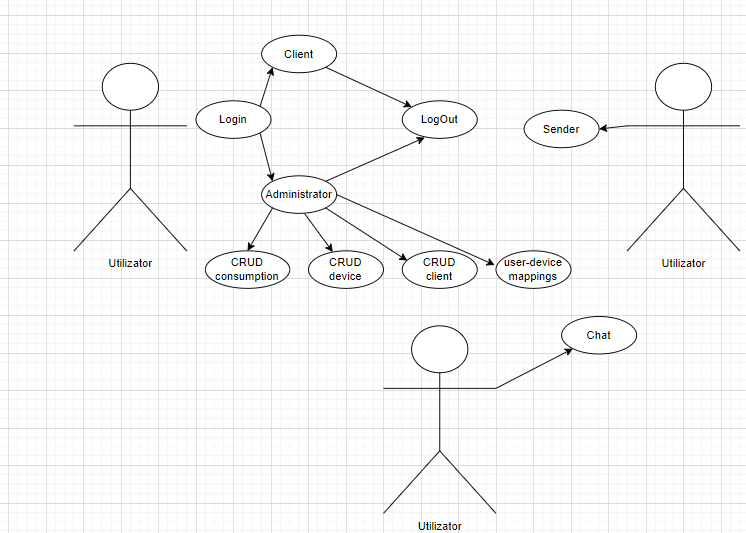 Client
Login
LogOut
Sender
Administrator
Utilizator
CRUD
consumption
CRUD
device
CRUD
client
user-device
mappings
Utilizator
Chat
Utilizator